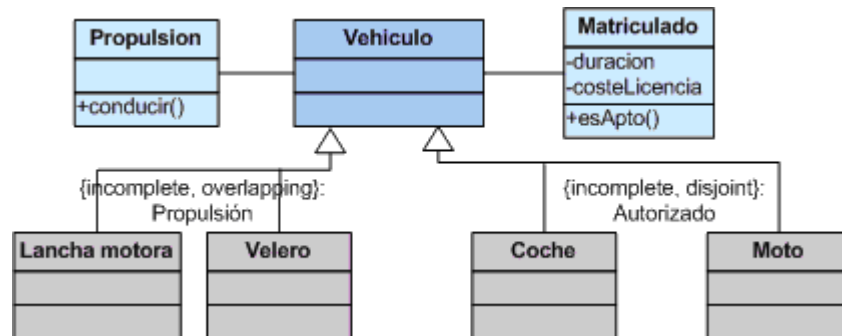 Propulsion
+conducir()
Vehiculo
Matriculado
-duracion
-costeLicencia
+esApto()
{incomplete, overlapping}:
Propulsión
{incomplete, disjoint}:
Autorizado
Lancha motora
Velero
Coche
Moto